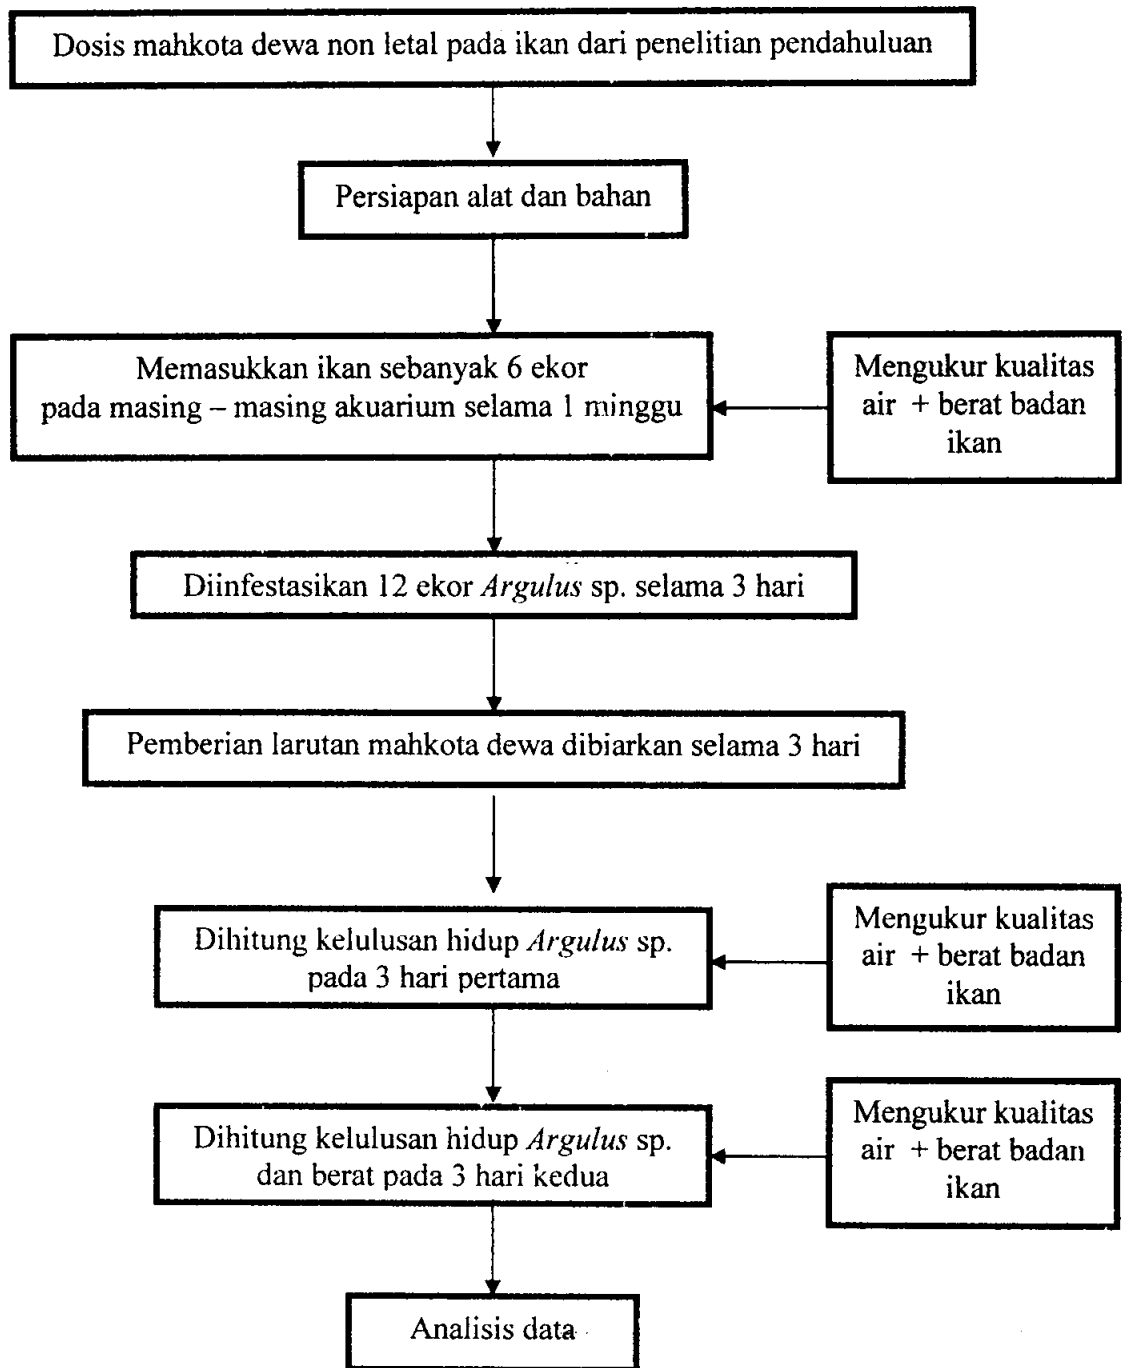 Dosis mahkota dewa non letal pada ikan dari penelitian pendahuluan
Persiapan alat dan bahan
Memasukkan ikan sebanyak 6 ekor
pada masing – masing akuarium selama 1 minggu
Mengukur kualitas
air + berat badan
ikan
Diinfestasikan 12 ekor Argulus sp. selama 3 hari
Pemberian larutan mahkota dewa dibiarkan selama 3 hari
Dihitung kelulusan hidup Argulus sp.
pada 3 hari pertama
Mengukur kualitas
air + berat badan
ikan
Dihitung kelulusan hidup Argulus sp.
dan berat pada 3 hari kedua
Mengukur kualitas
air + berat badan
ikan
Analisis data